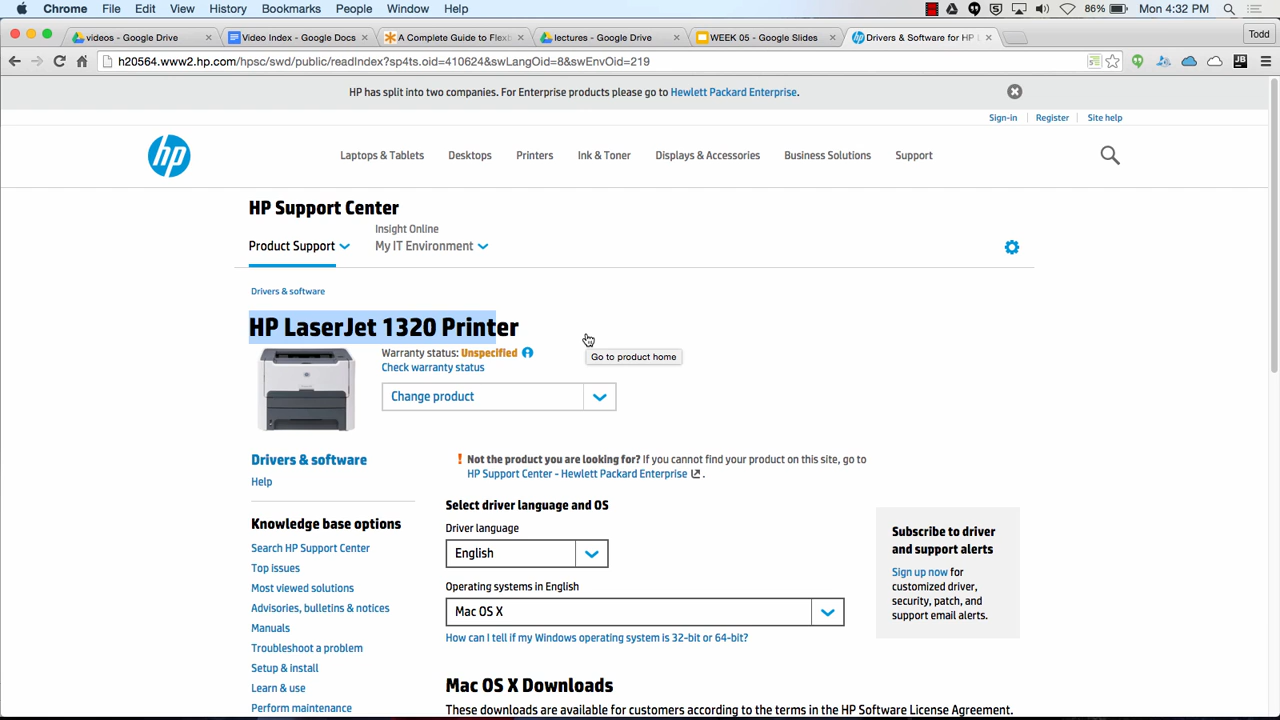 Chrome File Edit View History Bookmarks People Window Help 86% Mon 4:32 PM
videos - Google Drive Video Index - Google Docs A Complete Guide to Flex lectures - Google Drive WEEK 05 - Google Slides Drivers & Software for HP L Todd
h20564.www2.hp.com/hpsc/swd/public/readIndex?sp4ts.oid=410624&swLangOid=8&swEnvOid=219 JB
HP has split into two companies. For Enterprise products please go to Hewlett Packard Enterprise.
Sign-in Register Site help
hp Laptops & Tablets Desktops Printers Ink & Toner Displays & Accessories Business Solutions Support
HP Support Center
Insight Online
Product Support My IT Environment
Drivers & software
HP LaserJet 1320 Printer
Warranty status: Unspecified
Go to product home
Check warranty status
Change product
Drivers & software
Help
! Not the product you are looking for? If you cannot find your product on this site, go to
HP Support Center - Hewlett Packard Enterprise .
Knowledge base options
Search HP Support Center
Top issues
Most viewed solutions
Advisories, bulletins & notices
Manuals
Troubleshoot a problem
Setup & install
Learn & use
Perform maintenance
Select driver language and OS
Driver language
English
Operating systems in English
Mac OS X
How can I tell if my Windows operating system is 32-bit or 64-bit?
Mac OS X Downloads
These downloads are available for customers according to the terms in the HP Software License Agreement.
Subscribe to driver
and support alerts
Sign up now for
customized driver,
security, patch, and
support email alerts.